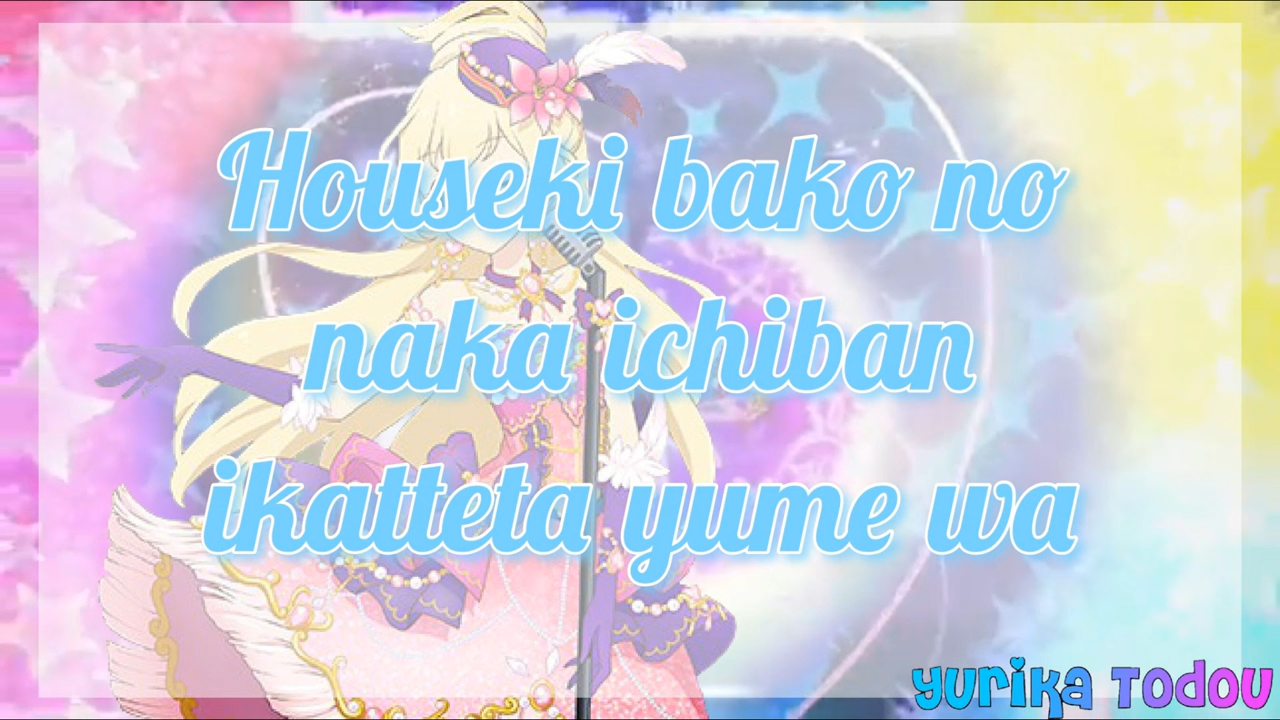 Houseki bako no
naka ichiban
ikatteta yume wa
Yurika Todou